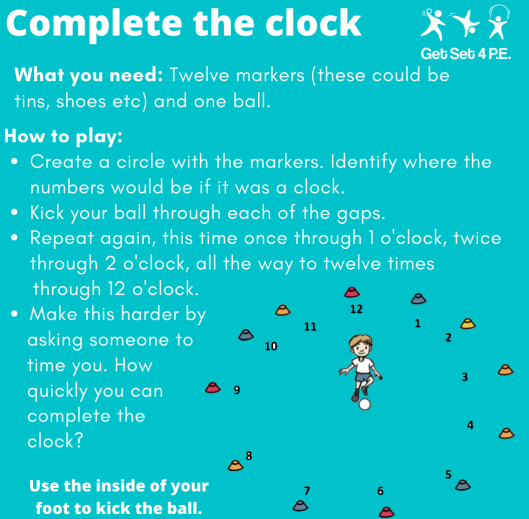 Complete the clock
Get Set 4 P.E.
What you need: Twelve markers (these could be
tins, shoes etc) and one ball.
How to play:
• Create a circle with the markers. Identify where the
numbers would be if it was a clock.
• Kick your ball through each of the gaps.
• Repeat again, this time once through 1 o'clock, twice
through 2 o'clock, all the way to twelve times
through 12 o'clock.
• Make this harder by
asking someone to
time you. How
quickly you can
complete the
clock?
12
11
1
10
2
9
3
8
4
7
6
5
Use the inside of your
foot to kick the ball.